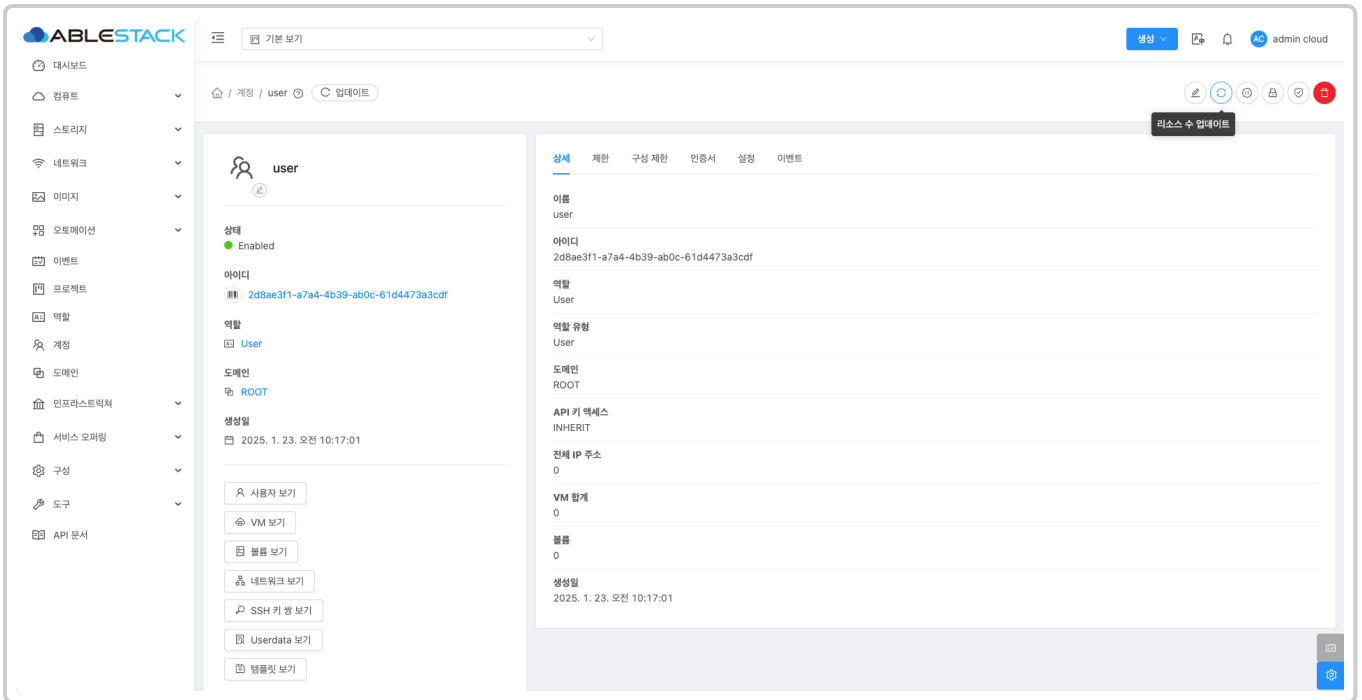 ABLESTACK
기본 보기
생성
AC
admin cloud
대시보드
컴퓨트
스토리지
네트워크
이미지
오토메이션
이벤트
프로젝트
역할
계정
도메인
인프라스트럭쳐
서비스 오퍼링
구성
도구
API 문서
/ 계정 / user
업데이트
리소스 수 업데이트
user
상태
Enabled
아이디
2d8ae3f1-a7a4-4b39-ab0c-61d4473a3cdf
역할
User
도메인
ROOT
생성일
2025. 1. 23. 오전 10:17:01
사용자 보기
VM 보기
볼륨 보기
네트워크 보기
SSH 키 쌍 보기
Userdata 보기
템플릿 보기
상세 제한 구성 제한 인증서 설정 이벤트
이름
user
아이디
2d8ae3f1-a7a4-4b39-ab0c-61d4473a3cdf
역할
User
역할 유형
User
도메인
ROOT
API 키 액세스
INHERIT
전체 IP 주소
0
VM 합계
0
볼륨
0
생성일
2025. 1. 23. 오전 10:17:01